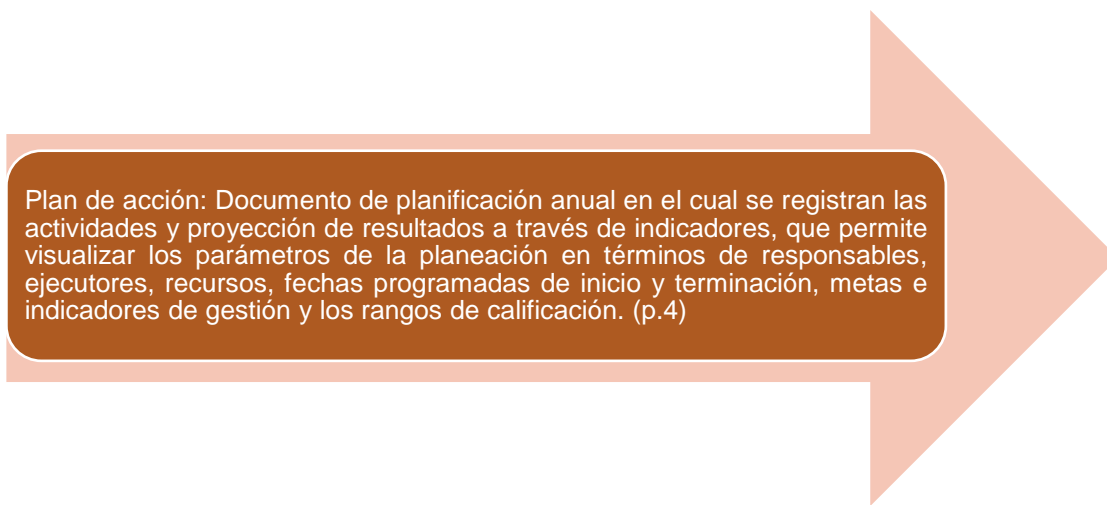 Plan de acción: Documento de planificación anual en el cual se registran las
actividades y proyección de resultados a través de indicadores, que permite
visualizar los parámetros de la planeación en términos de responsables,
ejecutores, recursos, fechas programadas de inicio y terminación, metas e
indicadores de gestión y los rangos de calificación. (p.4)